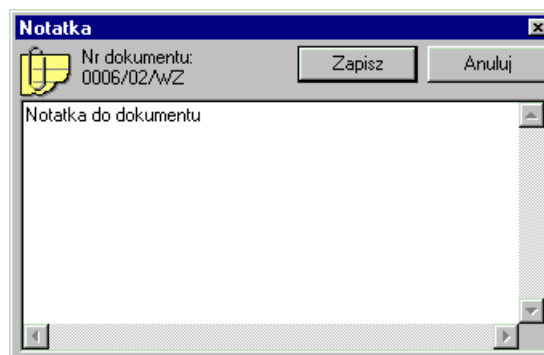 Notatka
Nr dokumentu:
0006/02/WZ
Zapisz
Anuluj
Notatka do dokumentu